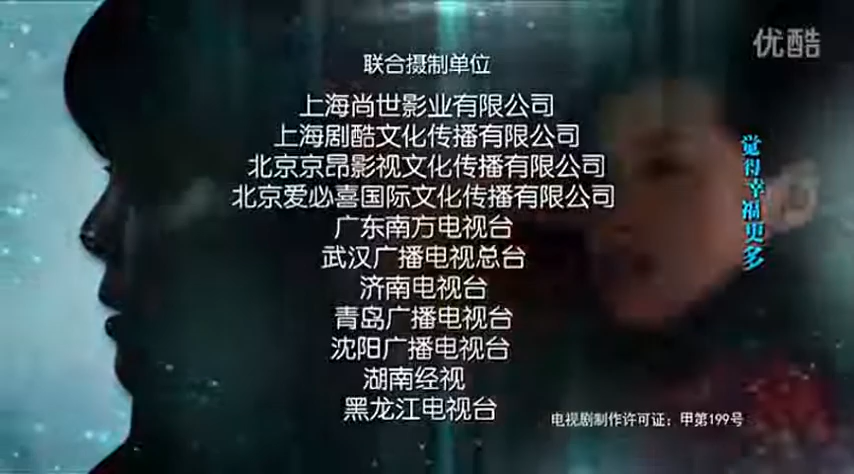 优酷
联合摄制单位
上海尚世影业有限公司
上海剧酷文化传播有限公司
北京京昂影视文化传播有限公司
北京爱必喜国际文化传播有限公司
广东南方电视台
武汉广播电视总台
济南电视台
青岛广播电视台
沈阳广播电视台
湖南经视
黑龙江电视台
觉得幸福更多
电视剧制作许可证：甲第199号